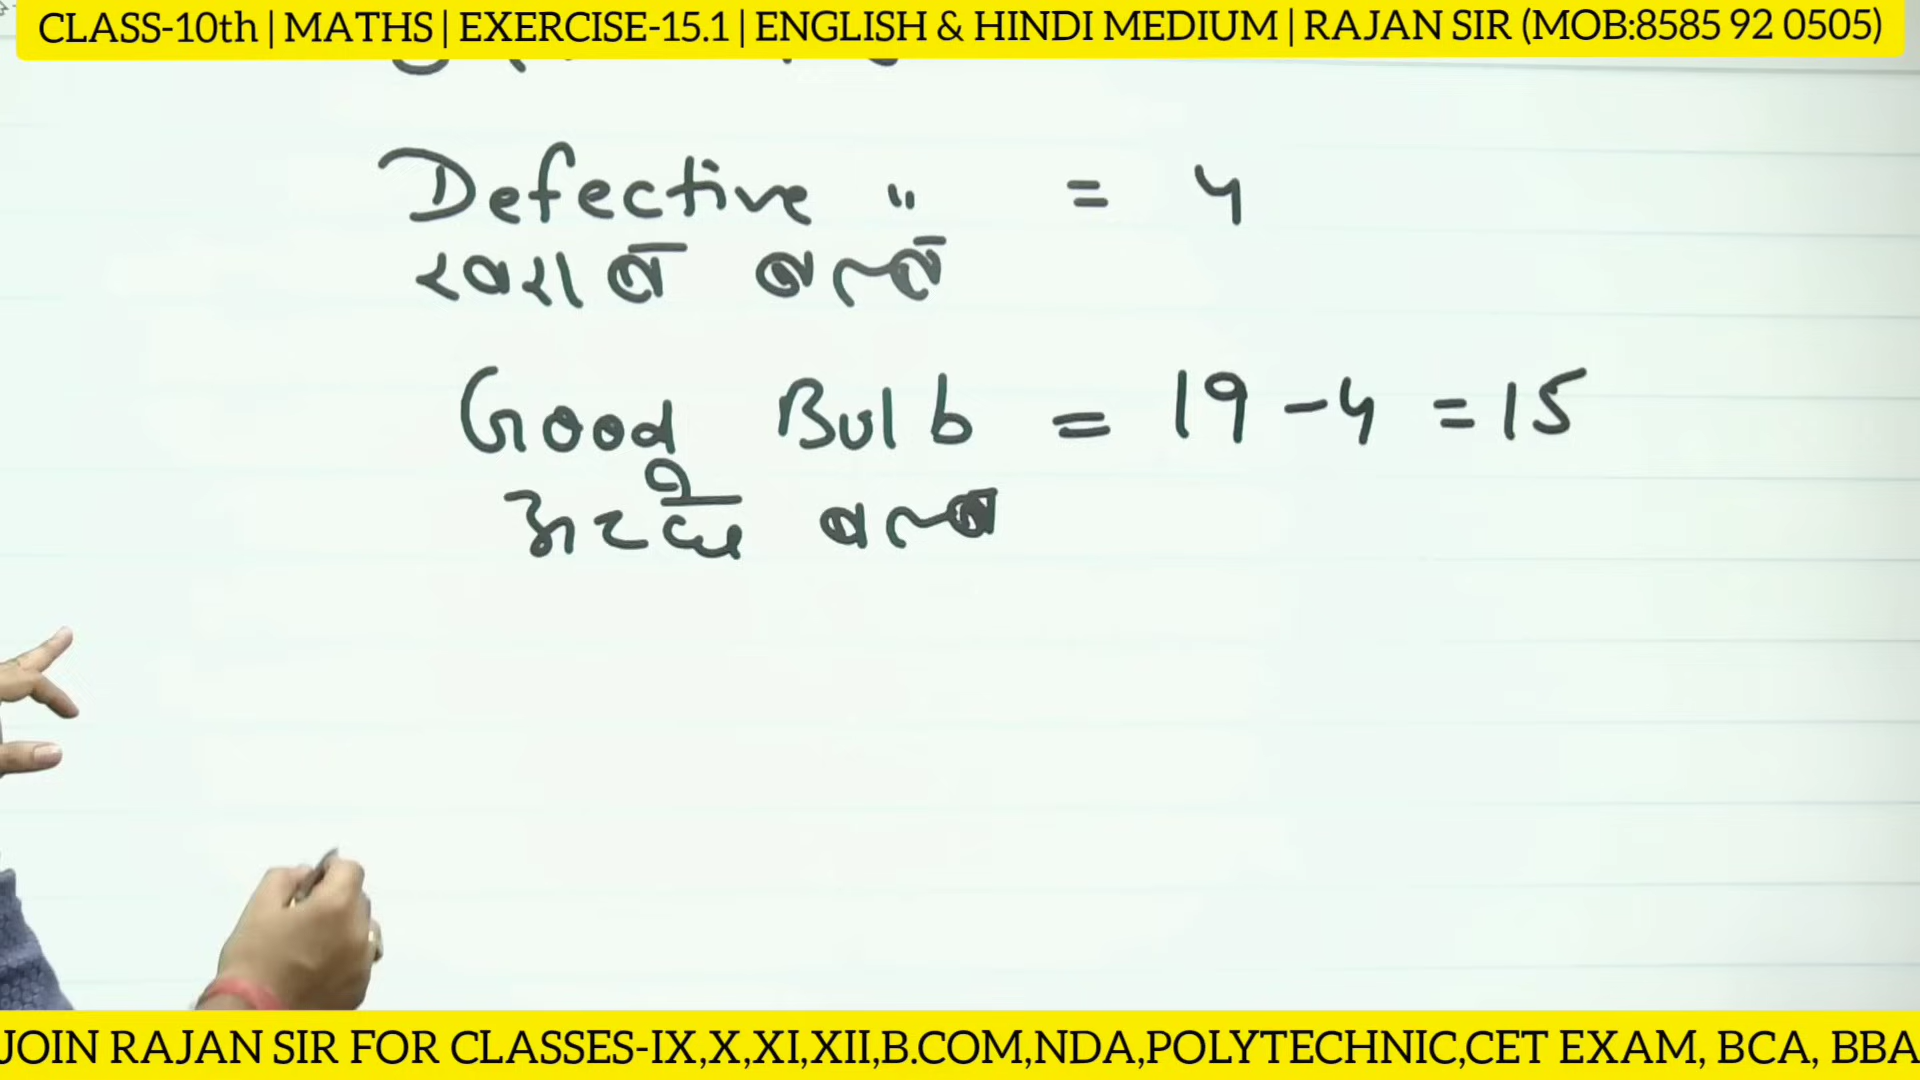 CLASS-10th | MATHS | EXERCISE-15.1 | ENGLISH & HINDI MEDIUM | RAJAN SIR (MOB:8585 92 0505)
Defective " = 4
खराब बल्ब
Good Bulb = 19 - 4 = 15
अच्छे बल्ब
JOIN RAJAN SIR FOR CLASSES-IX,X,XI,XII,B.COM,NDA,POLYTECHNIC,CET EXAM, BCA, BBA